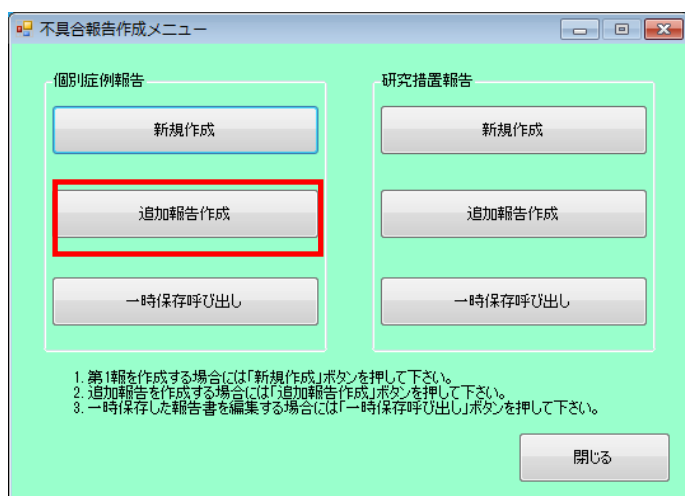 不具合報告作成メニュー
個別症例報告
新規作成
追加報告作成
一時保存呼び出し
研究措置報告
新規作成
追加報告作成
一時保存呼び出し
1. 第1報を作成する場合には「新規作成」ボタンを押して下さい。
2. 追加報告を作成する場合には「追加報告作成」ボタンを押して下さい。
3. 一時保存した報告書を編集する場合には「一時保存呼び出し」ボタンを押して下さい。
閉じる